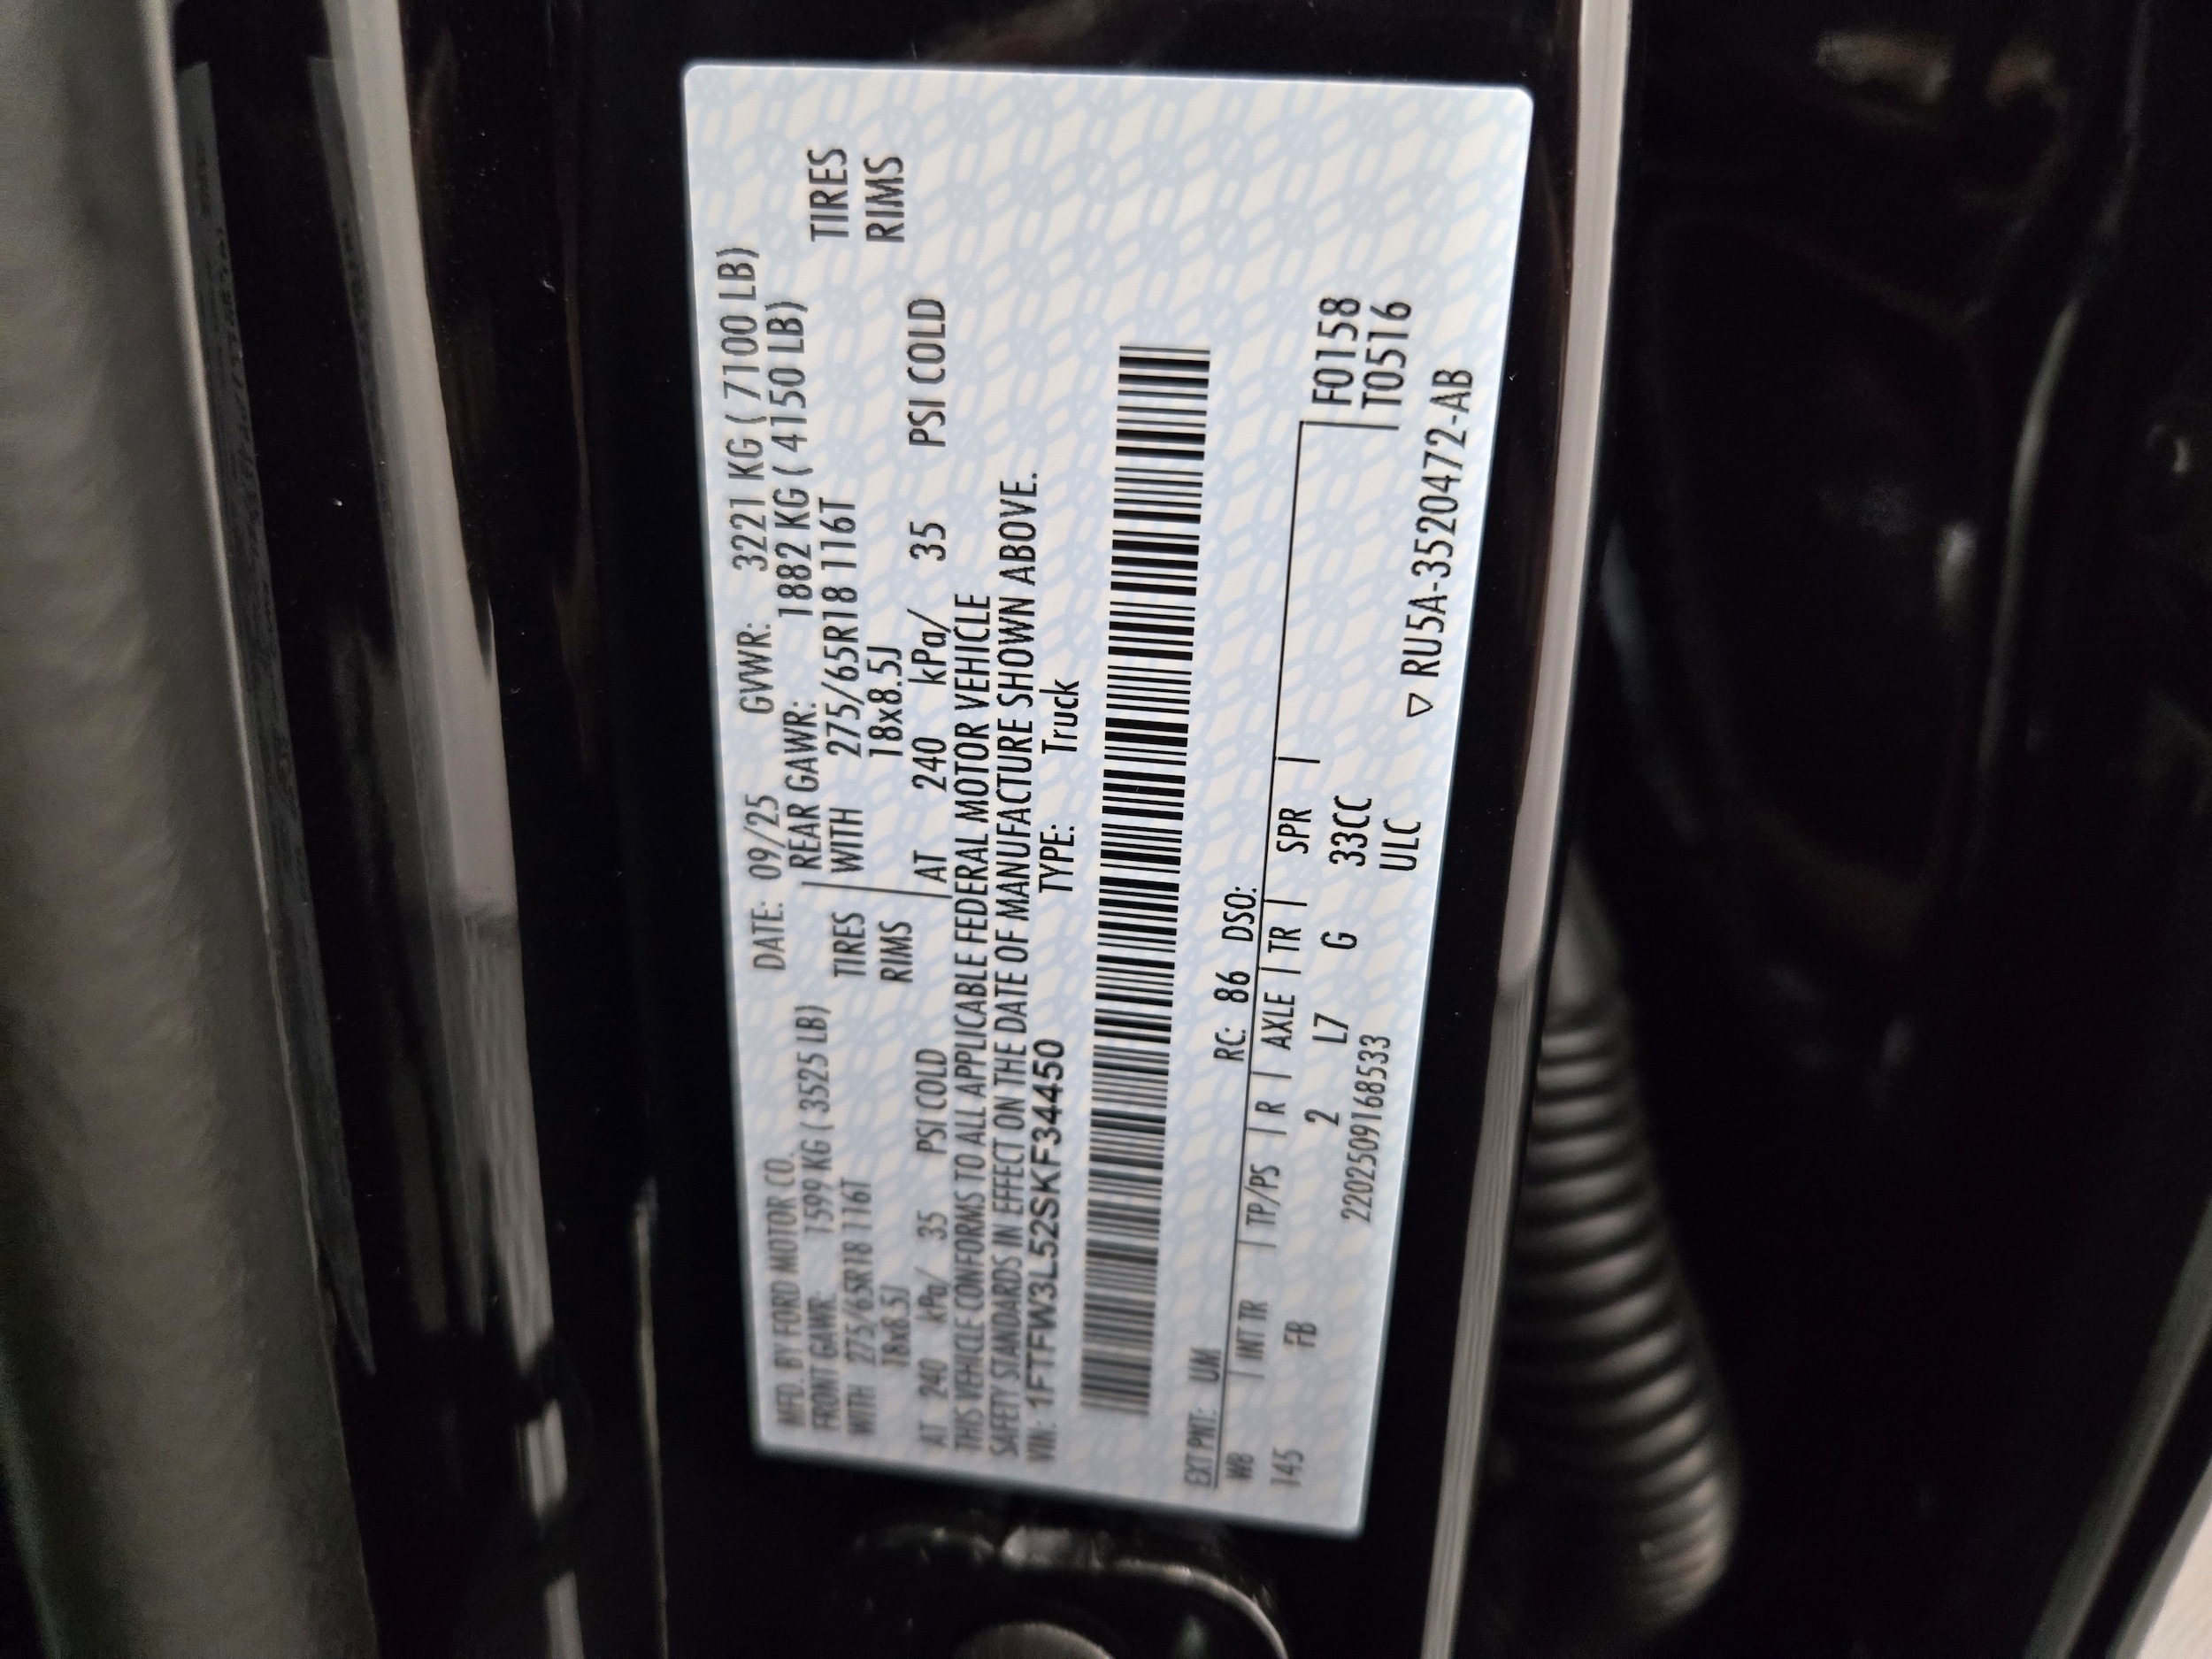 MFD. BY FORD MOTOR CO. DATE: 09/25 GVWR: 3221 KG ( 7100 LB)
FRONT GAWR: 1599 KG ( 3525 LB) REAR GAWR: 1882 KG ( 4150 LB)
WITH 275/65R18 116T TIRES WITH 275/65R18 116T TIRES
18x8.5J RIMS 18x8.5J RIMS
AT 240 kPa/ 35 PSI COLD AT 240 kPa/ 35 PSI COLD
THIS VEHICLE CONFORMS TO ALL APPLICABLE FEDERAL MOTOR VEHICLE
SAFETY STANDARDS IN EFFECT ON THE DATE OF MANUFACTURE SHOWN ABOVE.
VIN: 1FTFW3L52SKF34450 TYPE: Truck
EXT PNT: UM RC: 86 DSO:
WB INT TR TP/PS R AXLE TR SPR
145 FB 2 L7 G 33CC F0158
2202509168533 ULC T0516
▽ RU5A-3520472-AB